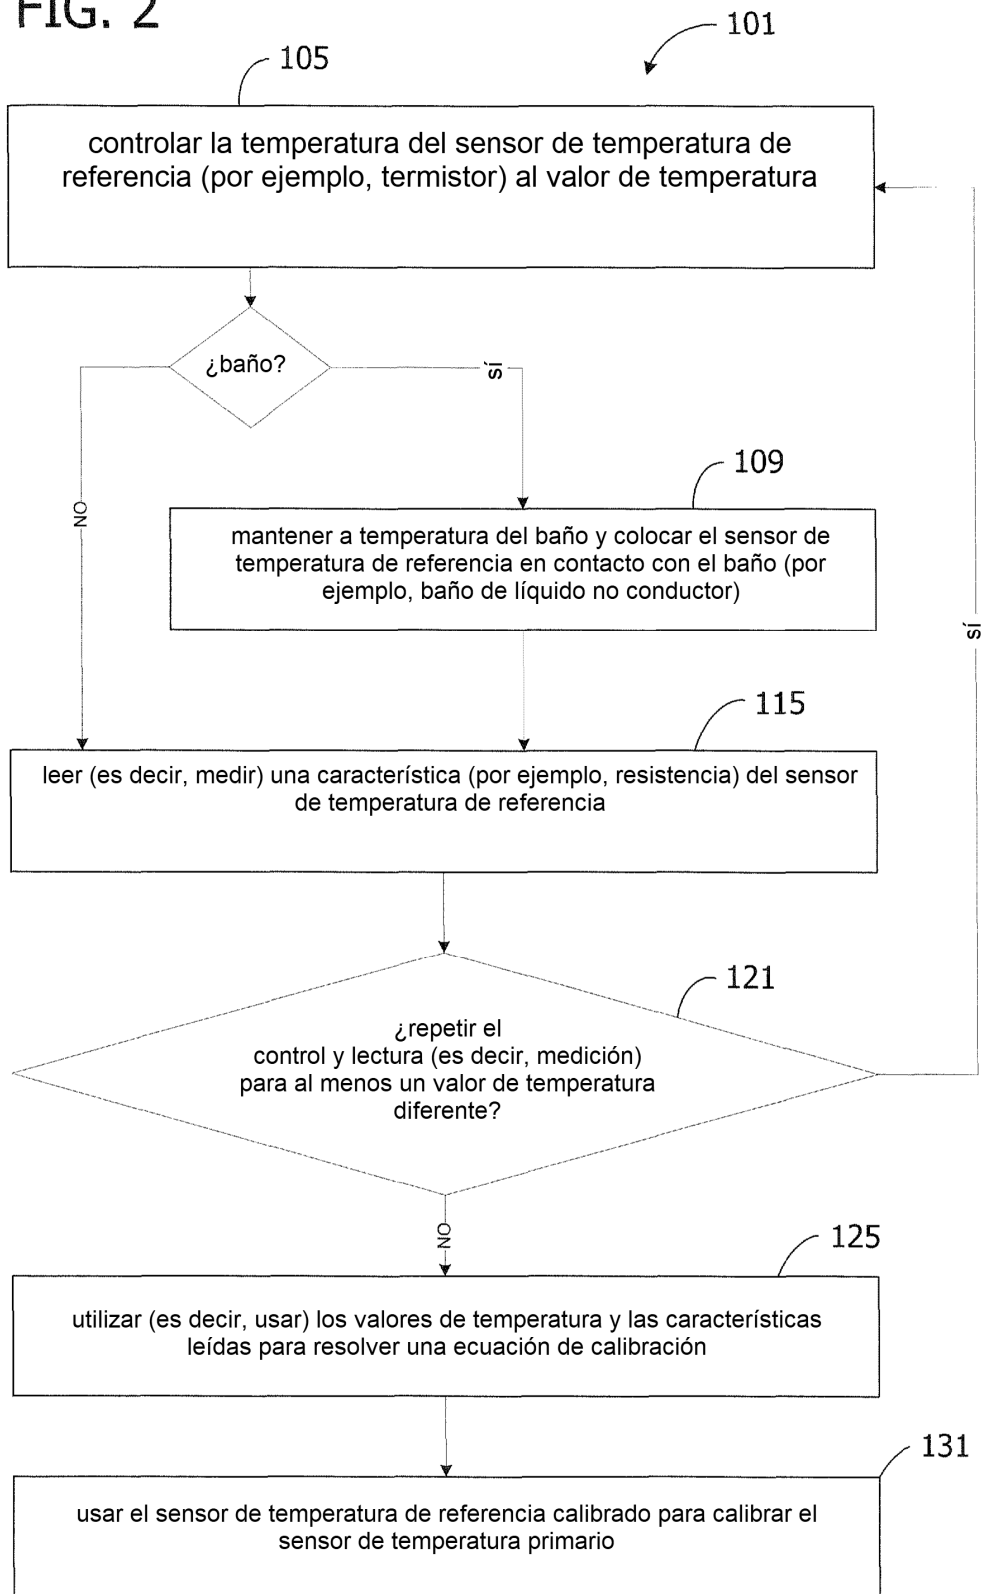 FIG. 2
101
105
controlar la temperatura del sensor de temperatura de
referencia (por ejemplo, termistor) al valor de temperatura
¿baño?
sí
NO
109
mantener a temperatura del baño y colocar el sensor de
temperatura de referencia en contacto con el baño (por
ejemplo, baño de líquido no conductor)
sí
115
leer (es decir, medir) una característica (por ejemplo, resistencia) del sensor
de temperatura de referencia
121
¿repetir el
control y lectura (es decir, medición)
para al menos un valor de temperatura
diferente?
NO
125
utilizar (es decir, usar) los valores de temperatura y las características
leídas para resolver una ecuación de calibración
131
usar el sensor de temperatura de referencia calibrado para calibrar el
sensor de temperatura primario